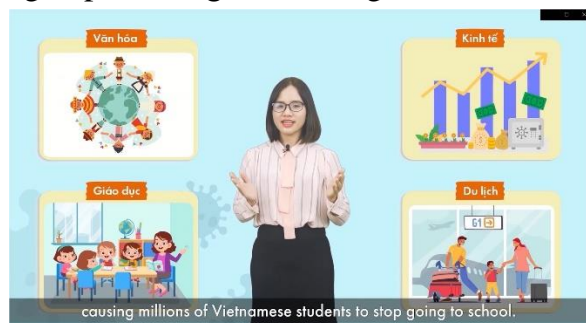 Văn hóa
Kinh tế
Giáo dục
Du lịch
G1
causing millions of Vietnamese students to stop going to school.